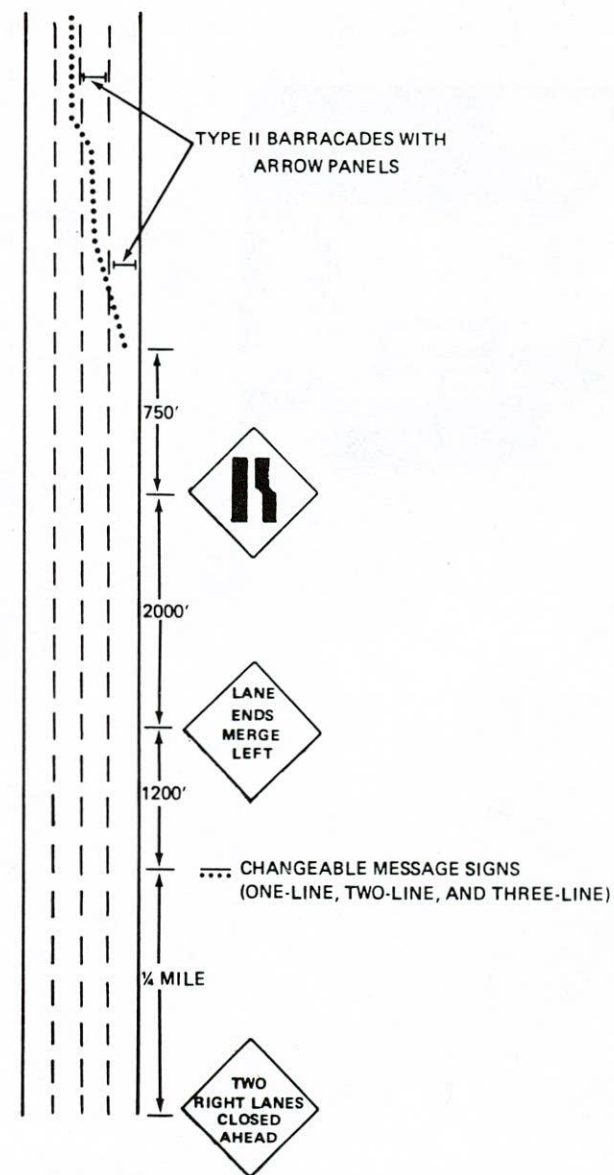 TYPE II BARRACADES WITH
ARROW PANELS
750'
2000'
LANE
ENDS
MERGE
LEFT
1200'
CHANGEABLE MESSAGE SIGNS
(ONE-LINE, TWO-LINE, AND THREE-LINE)
¼ MILE
TWO
RIGHT LANES
CLOSED
AHEAD